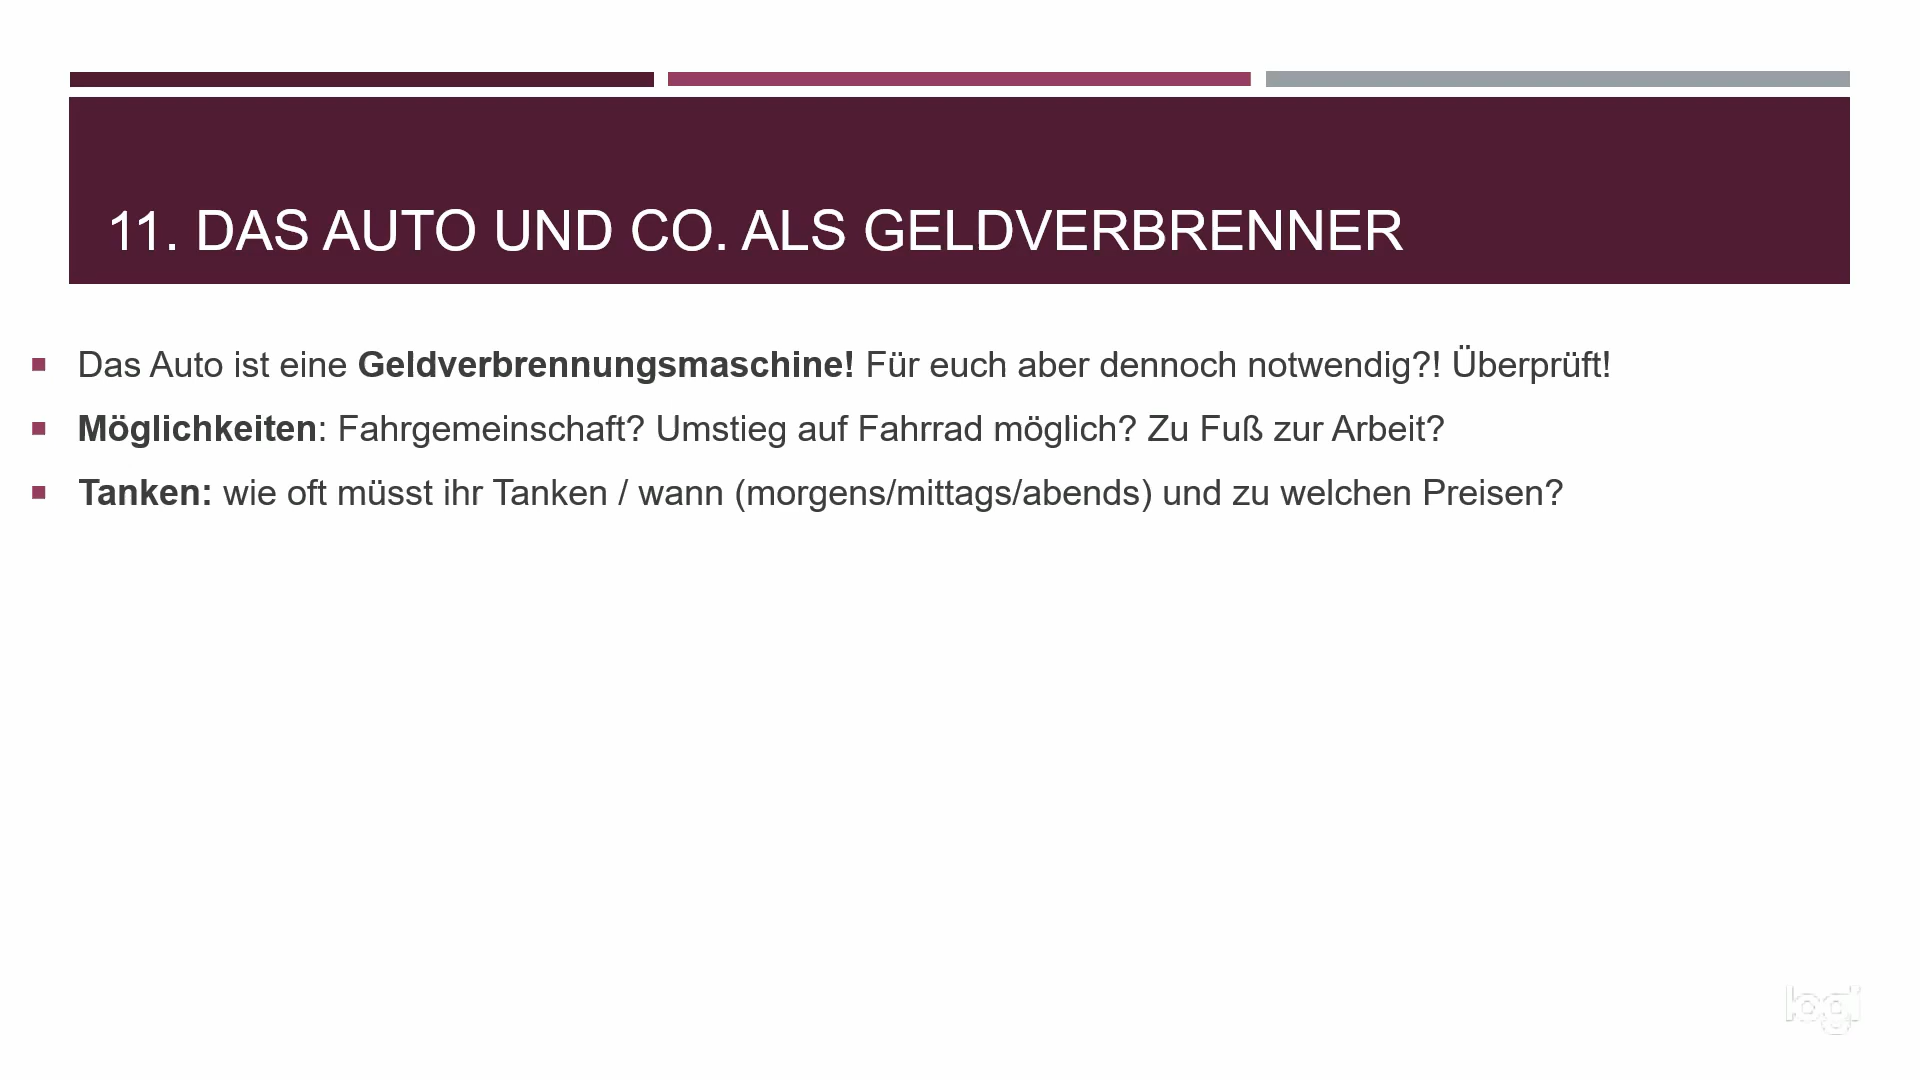 11. DAS AUTO UND CO. ALS GELDVERBRENNER
Das Auto ist eine Geldverbrennungsmaschine! Für euch aber dennoch notwendig?! Überprüft!
Möglichkeiten: Fahrgemeinschaft? Umstieg auf Fahrrad möglich? Zu Fuß zur Arbeit?
Tanken: wie oft müsst ihr Tanken / wann (morgens/mittags/abends) und zu welchen Preisen?
logi